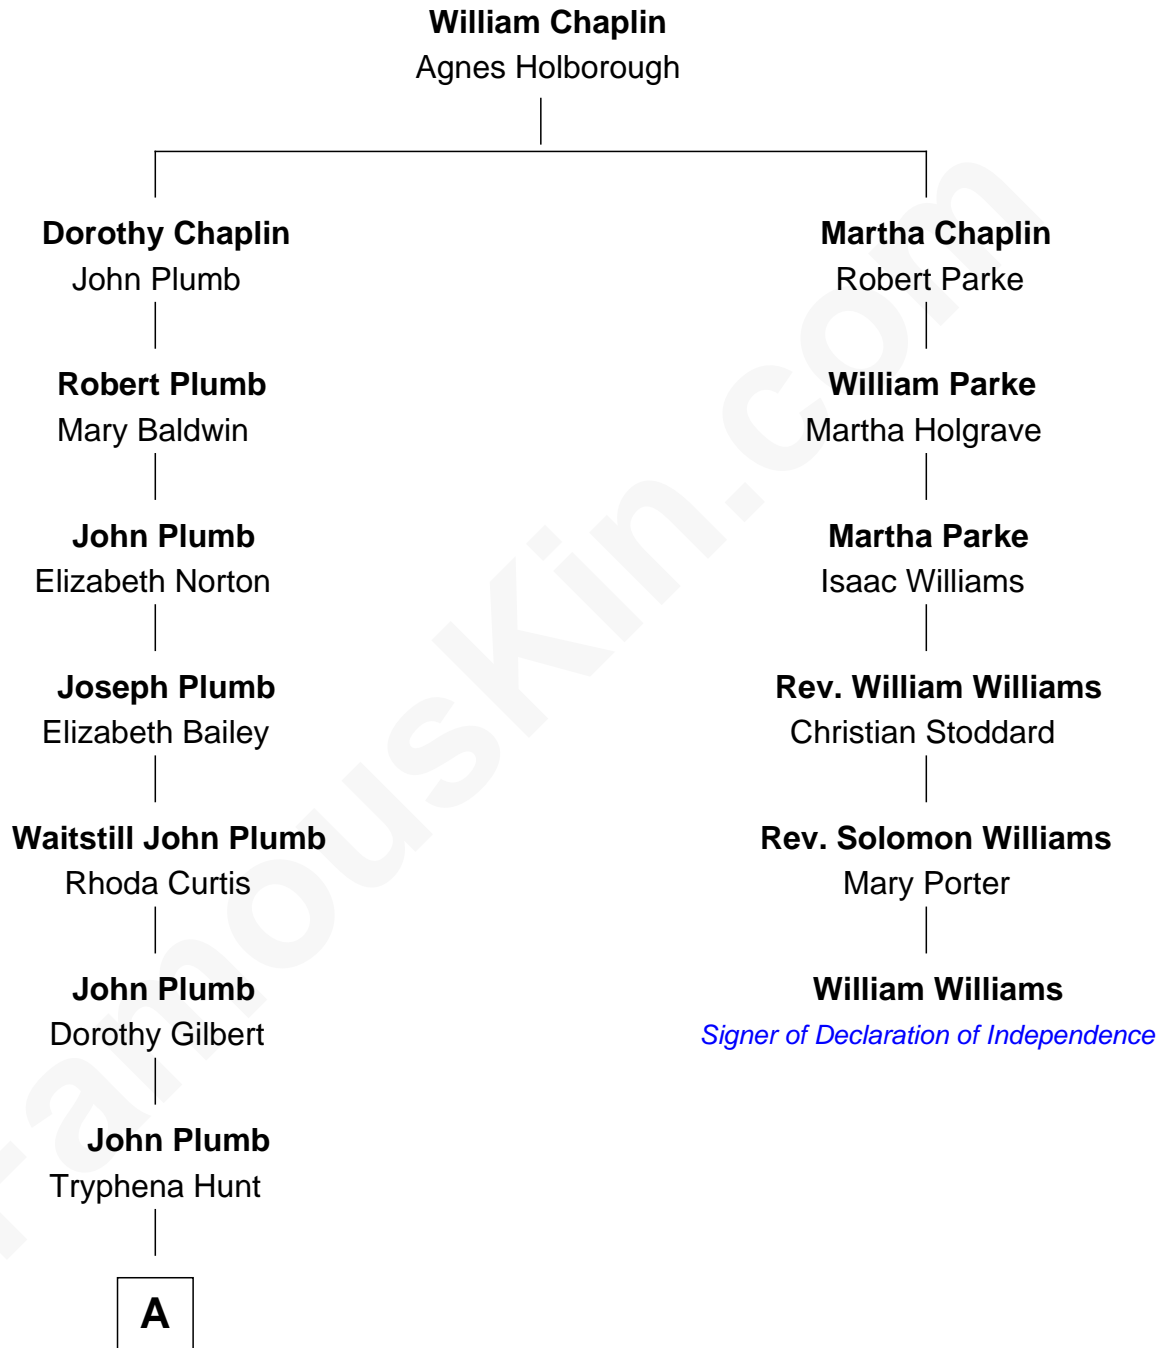 William Chaplin
Agnes Holborough
Dorothy Chaplin
John Plumb
Martha Chaplin
Robert Parke
Robert Plumb
Mary Baldwin
William Parke
Martha Holgrave
John Plumb
Elizabeth Norton
Martha Parke
Isaac Williams
Joseph Plumb
Elizabeth Bailey
Rev. William Williams
Christian Stoddard
Waitstill John Plumb
Rhoda Curtis
Rev. Solomon Williams
Mary Porter
John Plumb
Dorothy Gilbert
William Williams
Signer of Declaration of Independence
John Plumb
Tryphena Hunt
A
FamousKin.com